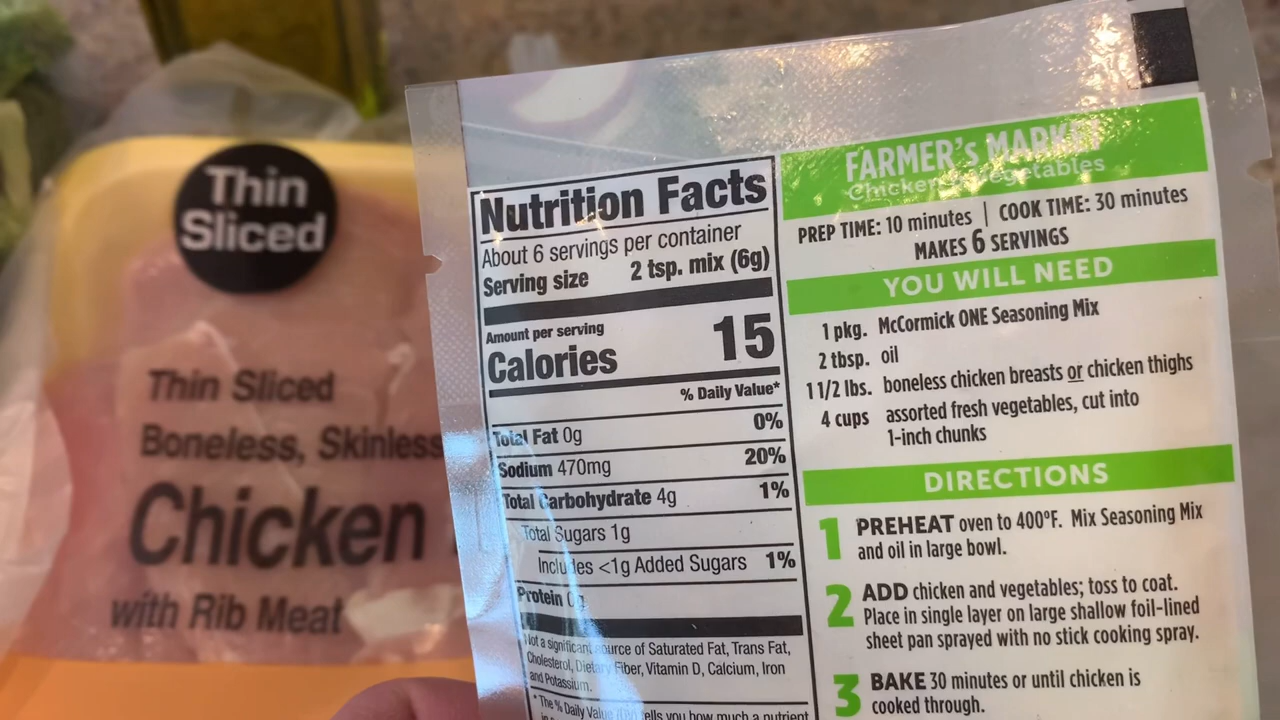 Thin
Sliced
Thin Sliced
Boneless, Skinless
Chicken
with Rib Meat
Nutrition Facts
About 6 servings per container
Serving size 2 tsp. mix (6g)
Amount per serving
Calories 15
% Daily Value*
Total Fat 0g 0%
Sodium 470mg 20%
Total Carbohydrate 4g 1%
Total Sugars 1g
Includes <1g Added Sugars 1%
Protein 0g
Not a significant source of Saturated Fat, Trans Fat,
Cholesterol, Dietary Fiber, Vitamin D, Calcium, Iron
and Potassium.
* The % Daily Value (DV) tells you how much a nutrient
FARMER'S MARKET
Chicken & Vegetables
PREP TIME: 10 minutes | COOK TIME: 30 minutes
MAKES 6 SERVINGS
YOU WILL NEED
1 pkg. McCormick ONE Seasoning Mix
2 tbsp. oil
1 1/2 lbs. boneless chicken breasts or chicken thighs
4 cups assorted fresh vegetables, cut into
1-inch chunks
DIRECTIONS
1 PREHEAT oven to 400°F. Mix Seasoning Mix
and oil in large bowl.
2 ADD chicken and vegetables; toss to coat.
Place in single layer on large shallow foil-lined
sheet pan sprayed with no stick cooking spray.
3 BAKE 30 minutes or until chicken is
cooked through.